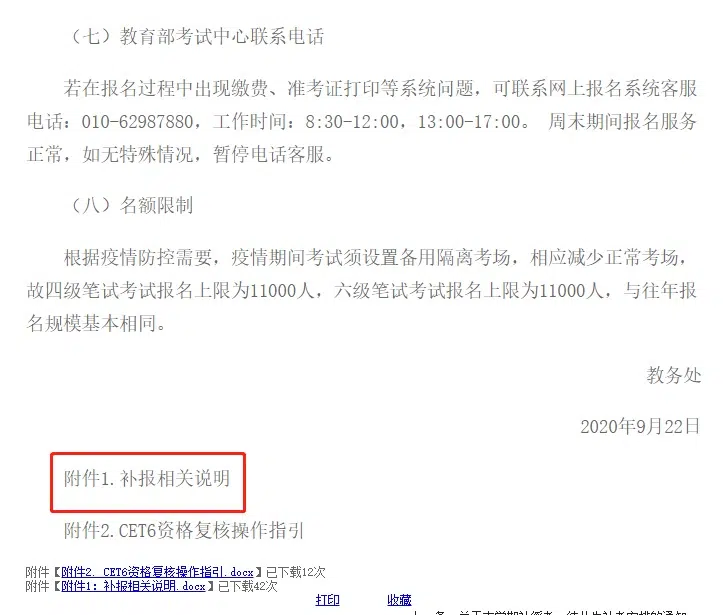 （七）教育部考试中心联系电话
若在报名过程中出现缴费、准考证打印等系统问题，可联系网上报名系统客服
电话：010-62987880，工作时间：8:30-12:00，13:00-17:00。 周末期间报名服务
正常，如无特殊情况，暂停电话客服。
（八）名额限制
根据疫情防控需要，疫情期间考试须设置备用隔离考场，相应减少正常考场，
故四级笔试考试报名上限为11000人，六级笔试考试报名上限为11000人，与往年报
名规模基本相同。
教务处
2020年9月22日
附件1.补报相关说明
附件2.CET6资格复核操作指引
附件【附件2. CET6资格复核操作指引.docx】已下载12次
附件【附件1：补报相关说明.docx】已下载42次
打印 收藏